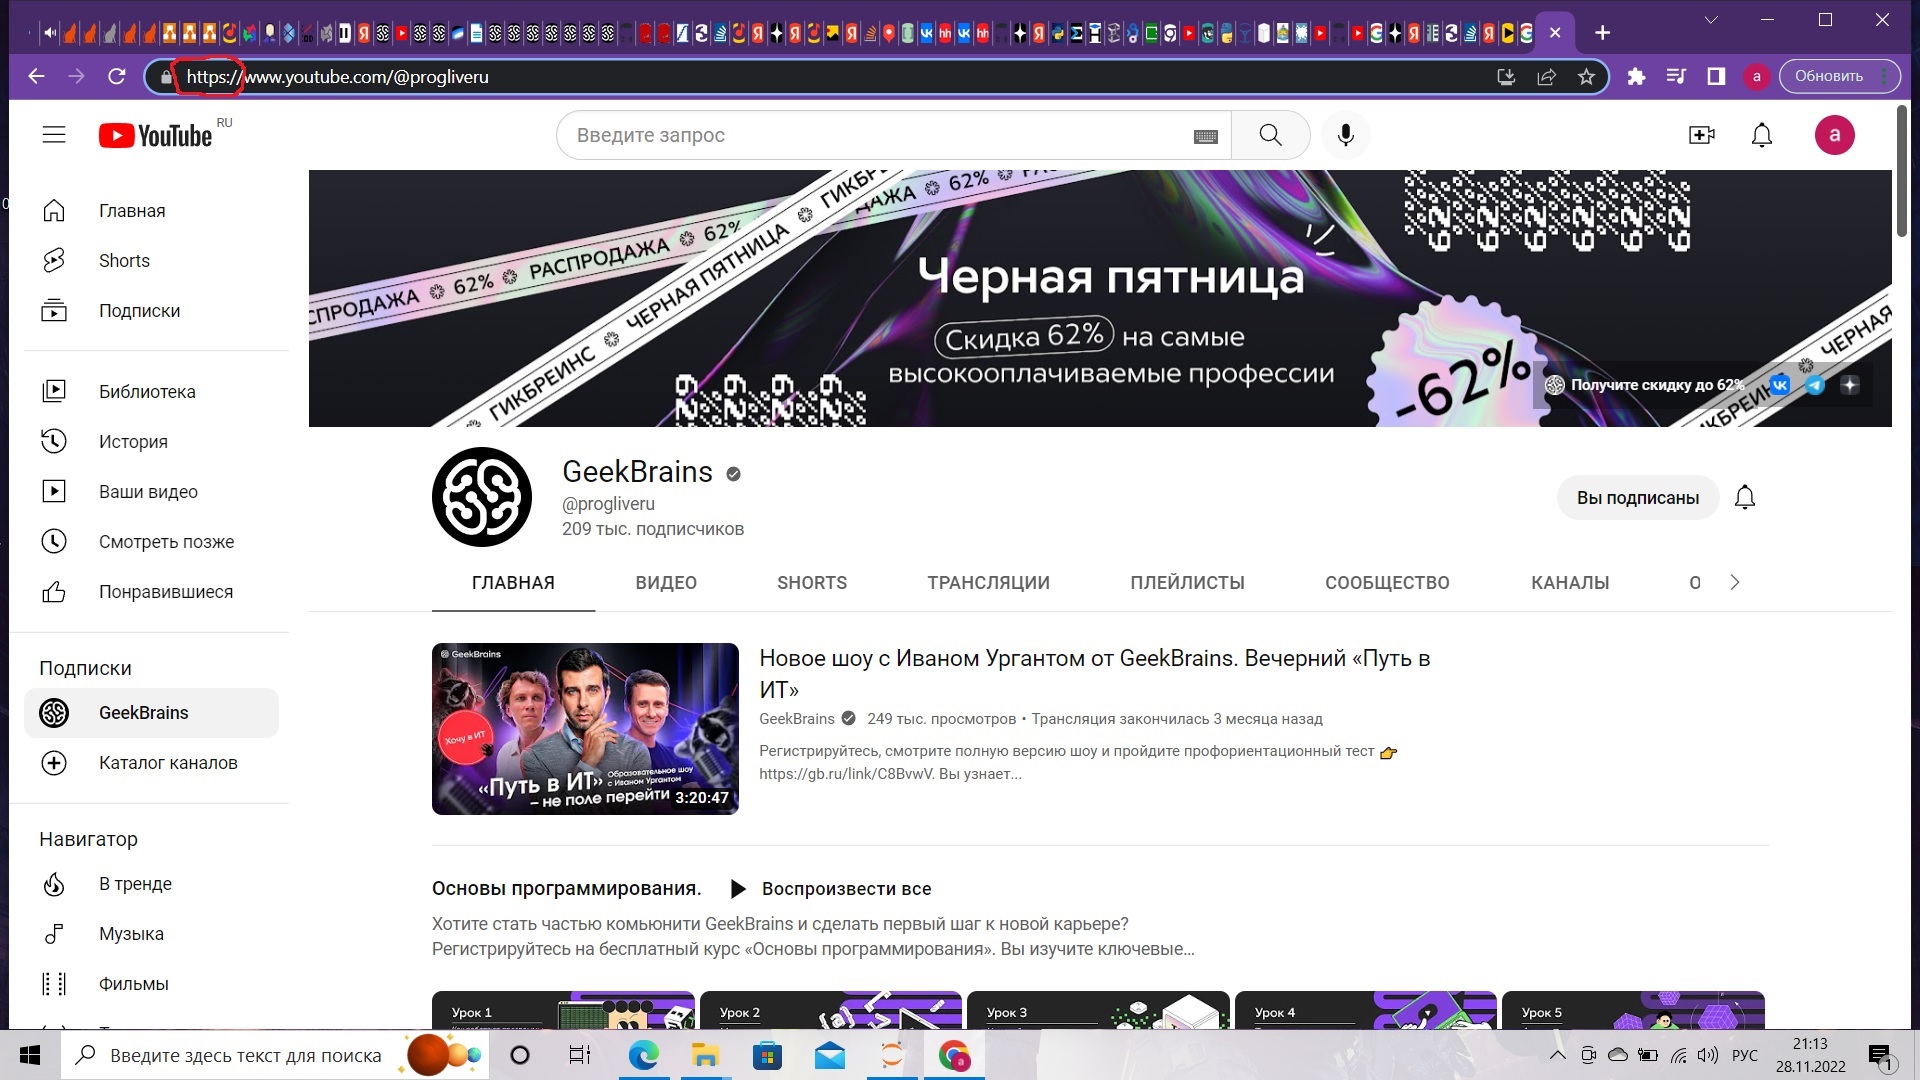 https://www.youtube.com/@progliveru
a
Обновить
YouTube RU
Введите запрос
a
Главная
Shorts
Подписки
Библиотека
История
Ваши видео
Смотреть позже
Понравившиеся
Подписки
GeekBrains
Каталог каналов
Навигатор
В тренде
Музыка
Фильмы
СПРОДАЖА 62% РАСПРОДАЖА 62%
ДАЖА 62%
ГИКБРЕИНС ЧЕРНАЯ ПЯТНИЦА
Черная пятница
Скидка 62% на самые
высокооплачиваемые профессии
-62%
ЧЕРНАЯ
Получите скидку до 62%
GeekBrains
@progliveru
209 тыс. подписчиков
Вы подписаны
ГЛАВНАЯ ВИДЕО SHORTS ТРАНСЛЯЦИИ ПЛЕЙЛИСТЫ СООБЩЕСТВО КАНАЛЫ О
GeekBrains
Хочу в ИТ
«Путь в ИТ» Образовательное шоу
с Иваном Ургантом
– не поле перейти
3:20:47
Новое шоу с Иваном Ургантом от GeekBrains. Вечерний «Путь в
ИТ»
GeekBrains 249 тыс. просмотров • Трансляция закончилась 3 месяца назад
Регистрируйтесь, смотрите полную версию шоу и пройдите профориентационный тест 👉
https://gb.ru/link/C8BvwV. Вы узнает...
Основы программирования. Воспроизвести все
Хотите стать частью комьюнити GeekBrains и сделать первый шаг к новой карьере?
Регистрируйтесь на бесплатный курс «Основы программирования». Вы изучите ключевые...
Урок 1
Урок 2
Урок 3
Урок 4
Урок 5
Введите здесь текст для поиска
РУС
21:13
28.11.2022
1